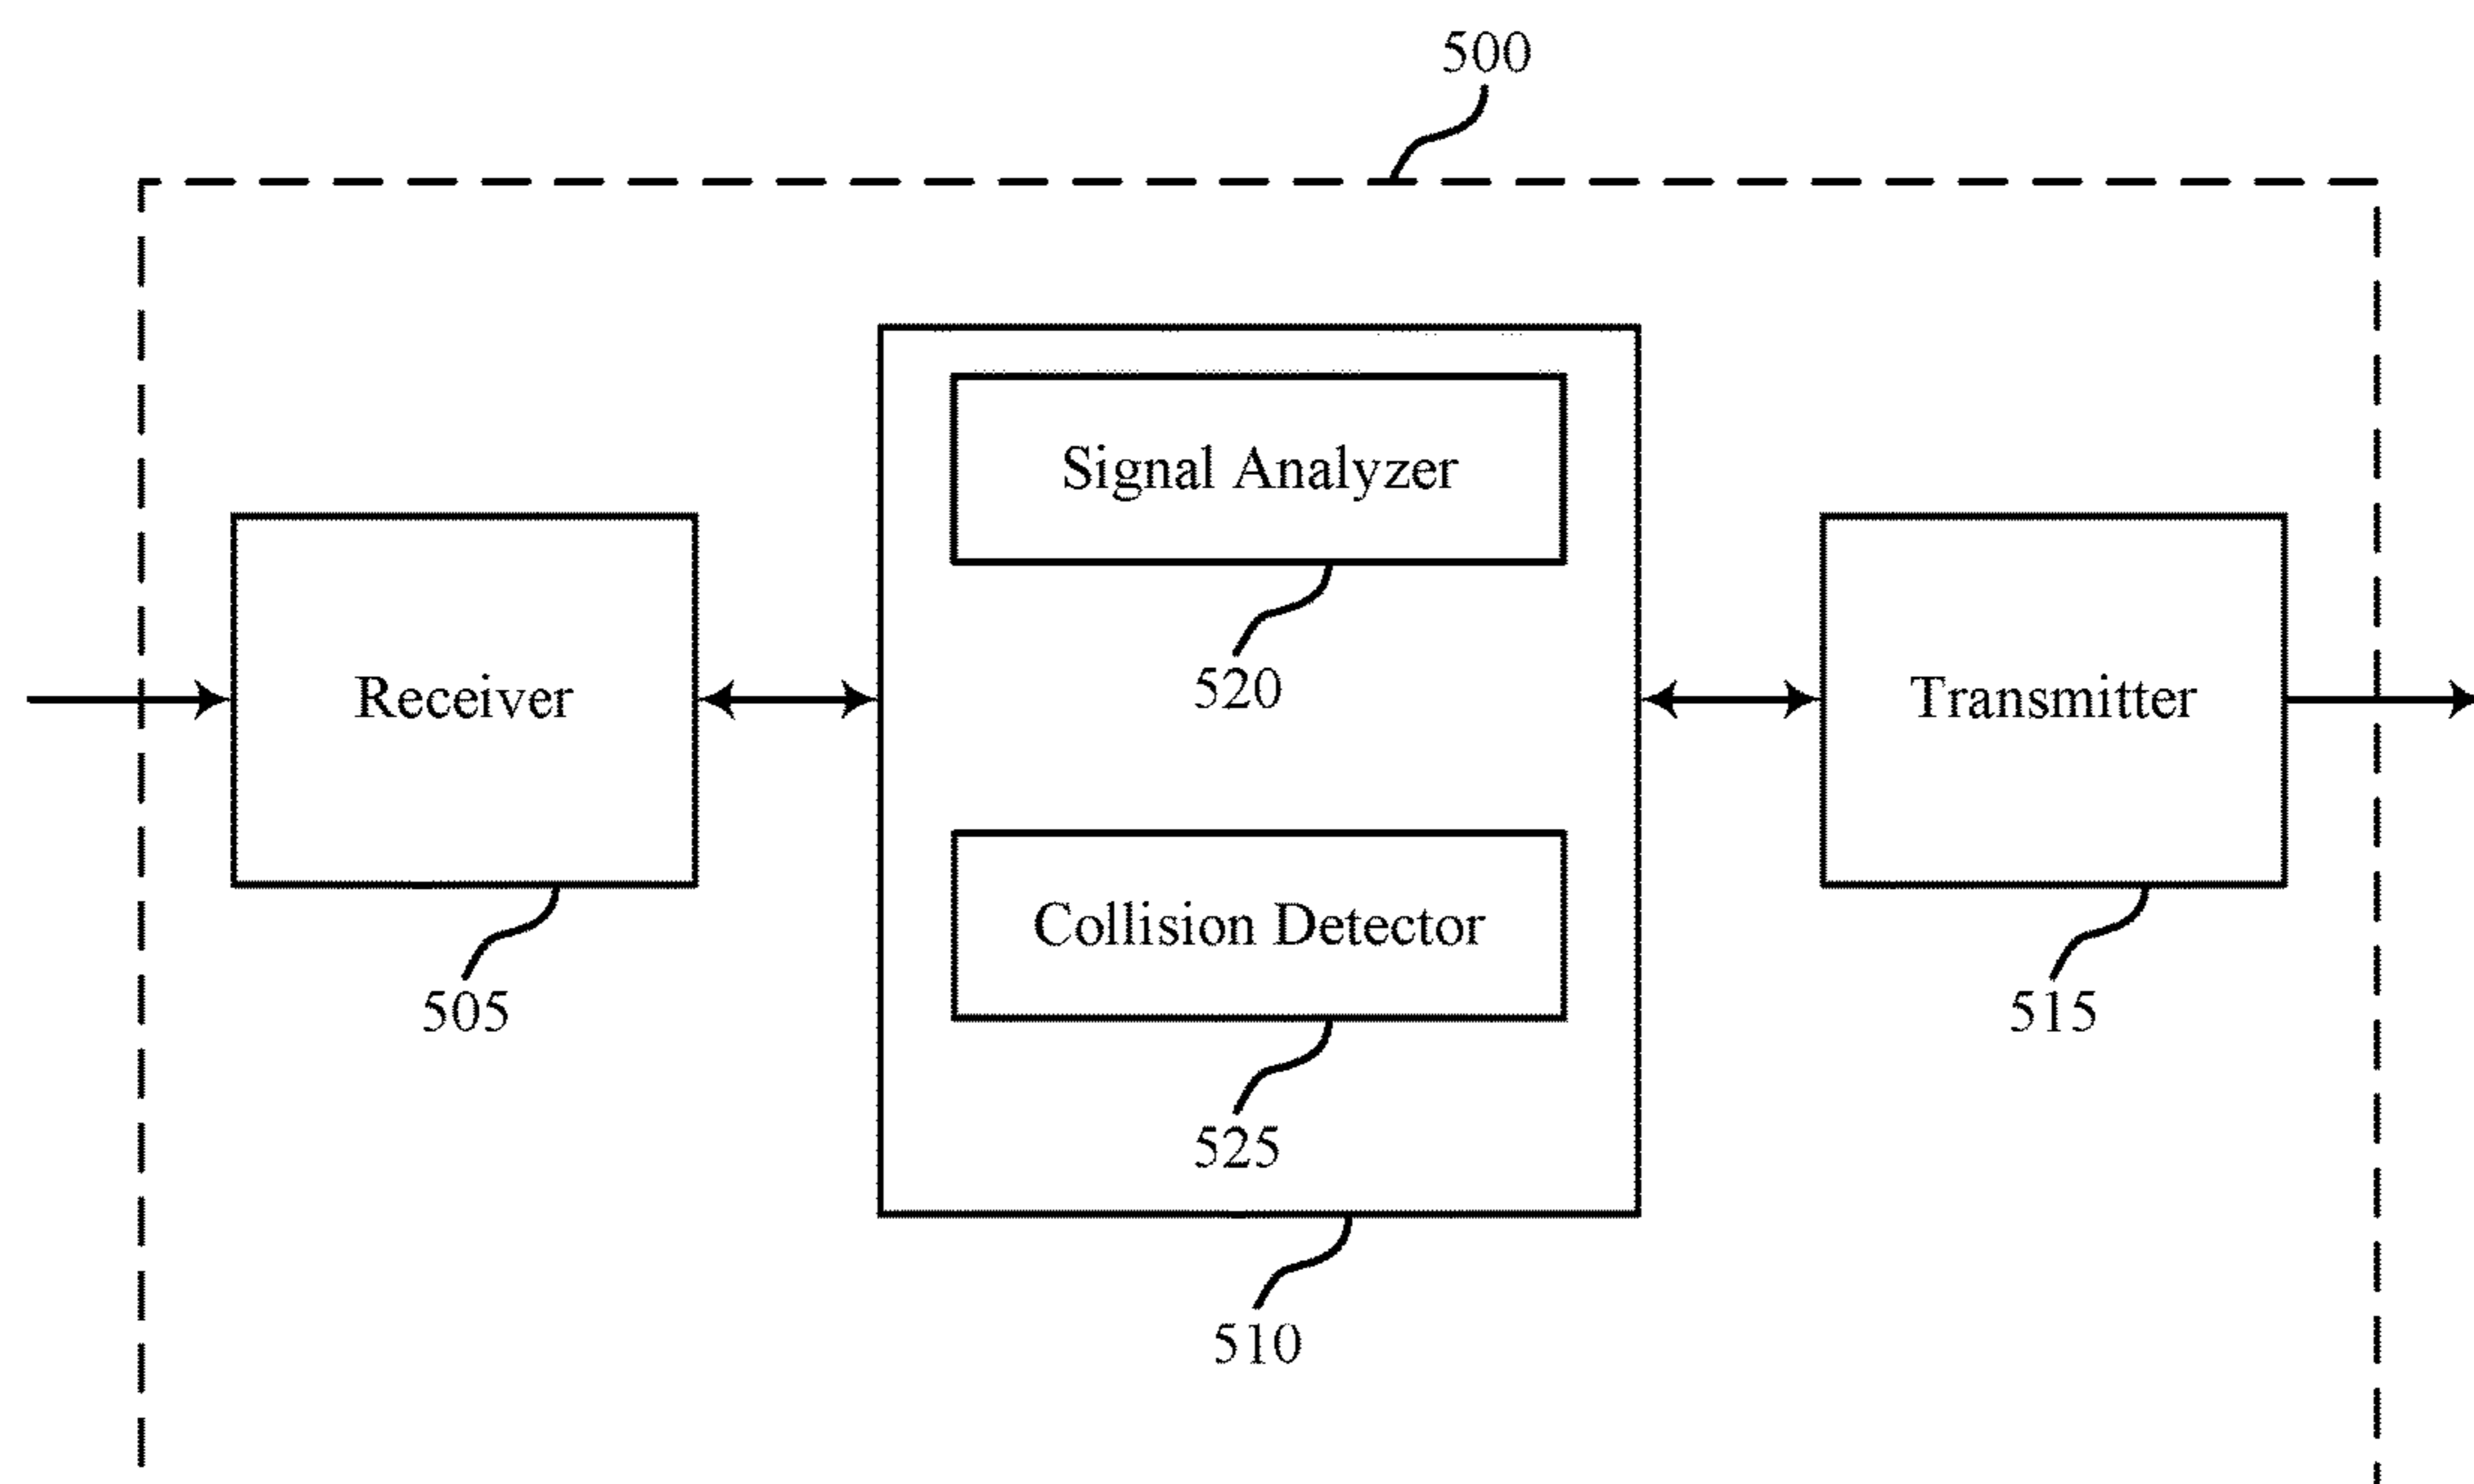 500
Signal Analyzer
520
Receiver
Transmitter
Collision Detector
505
515
525
510